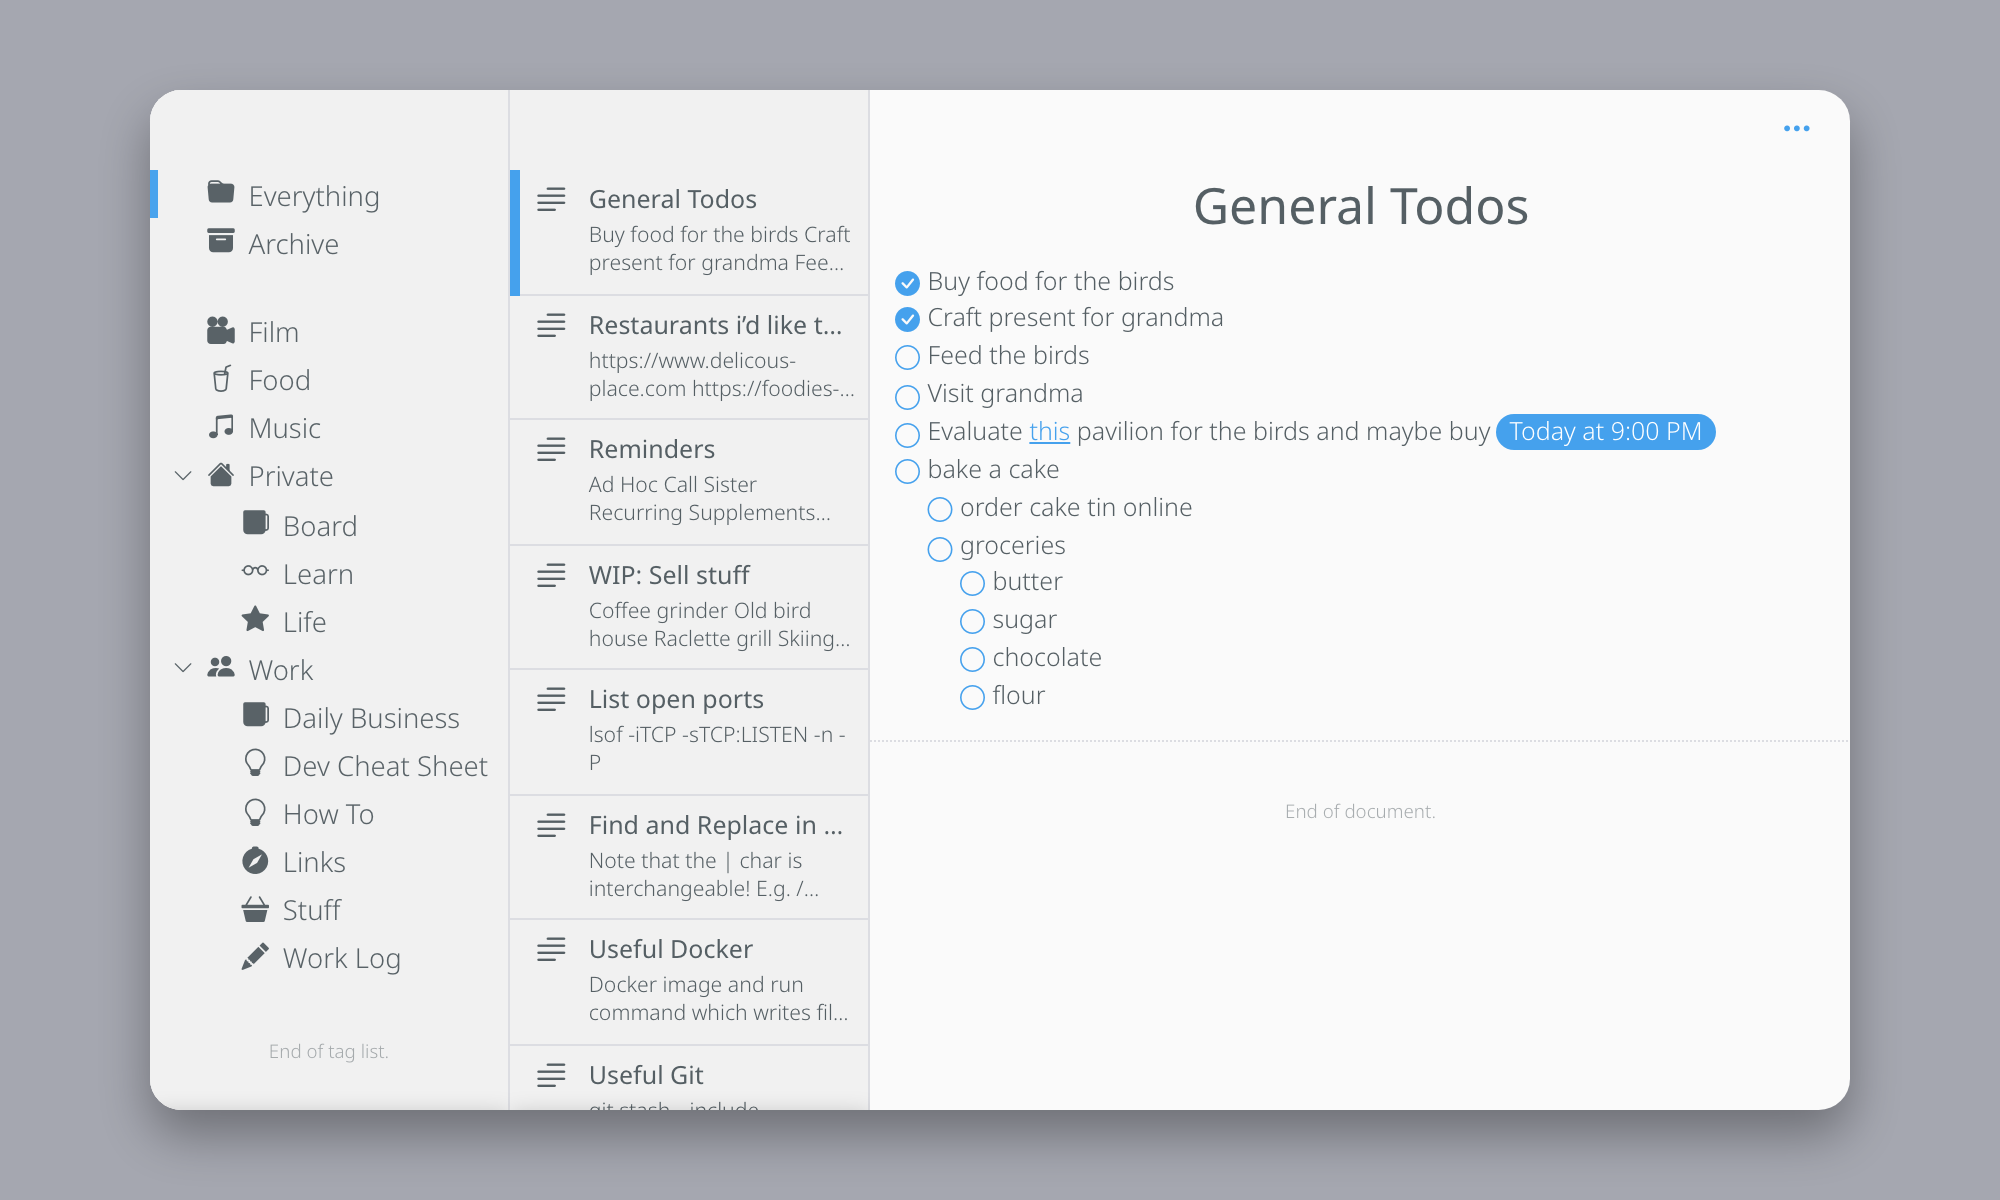 Everything
Archive
Film
Food
Music
Private
Board
Learn
Life
Work
Daily Business
Dev Cheat Sheet
How To
Links
Stuff
Work Log
End of tag list.
General Todos
Buy food for the birds Craft
present for grandma Fee...
Restaurants i’d like t...
https://www.delicous-
place.com https://foodies-...
Reminders
Ad Hoc Call Sister
Recurring Supplements...
WIP: Sell stuff
Coffee grinder Old bird
house Raclette grill Skiing...
List open ports
lsof -iTCP -sTCP:LISTEN -n -
P
Find and Replace in ...
Note that the | char is
interchangeable! E.g. /...
Useful Docker
Docker image and run
command which writes fil...
Useful Git
git stash --include
General Todos
Buy food for the birds
Craft present for grandma
Feed the birds
Visit grandma
Evaluate this pavilion for the birds and maybe buy Today at 9:00 PM
bake a cake
order cake tin online
groceries
butter
sugar
chocolate
flour
End of document.